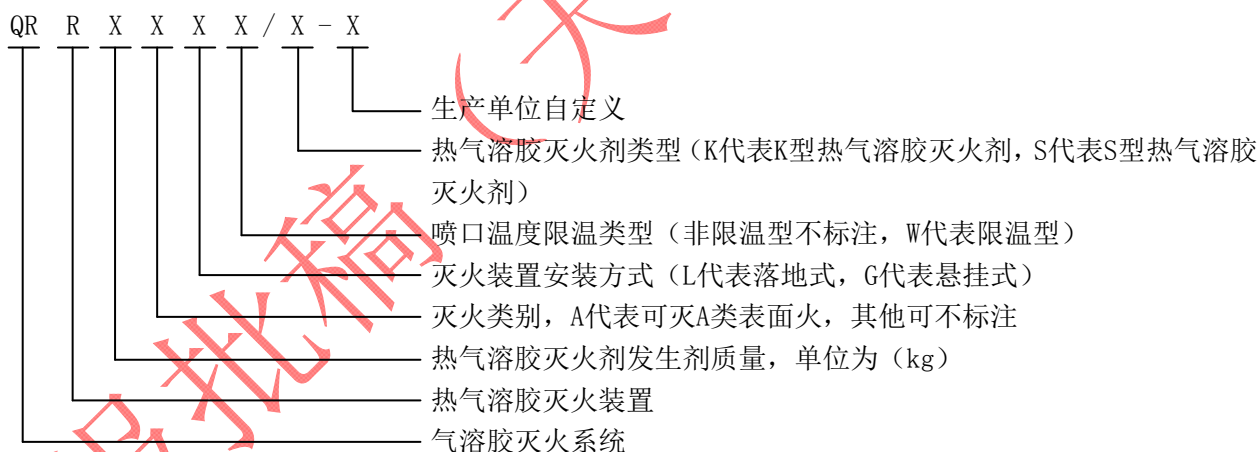 QR R X X X X / X - X
生产单位自定义
热气溶胶灭火剂类型（K代表K型热气溶胶灭火剂，S代表S型热气溶胶
灭火剂）
喷口温度限温类型（非限温型不标注，W代表限温型）
灭火装置安装方式（L代表落地式，G代表悬挂式）
灭火类别，A代表可灭A类表面火，其他可不标注
热气溶胶灭火剂发生剂质量，单位为（kg）
热气溶胶灭火装置
气溶胶灭火系统
批稿